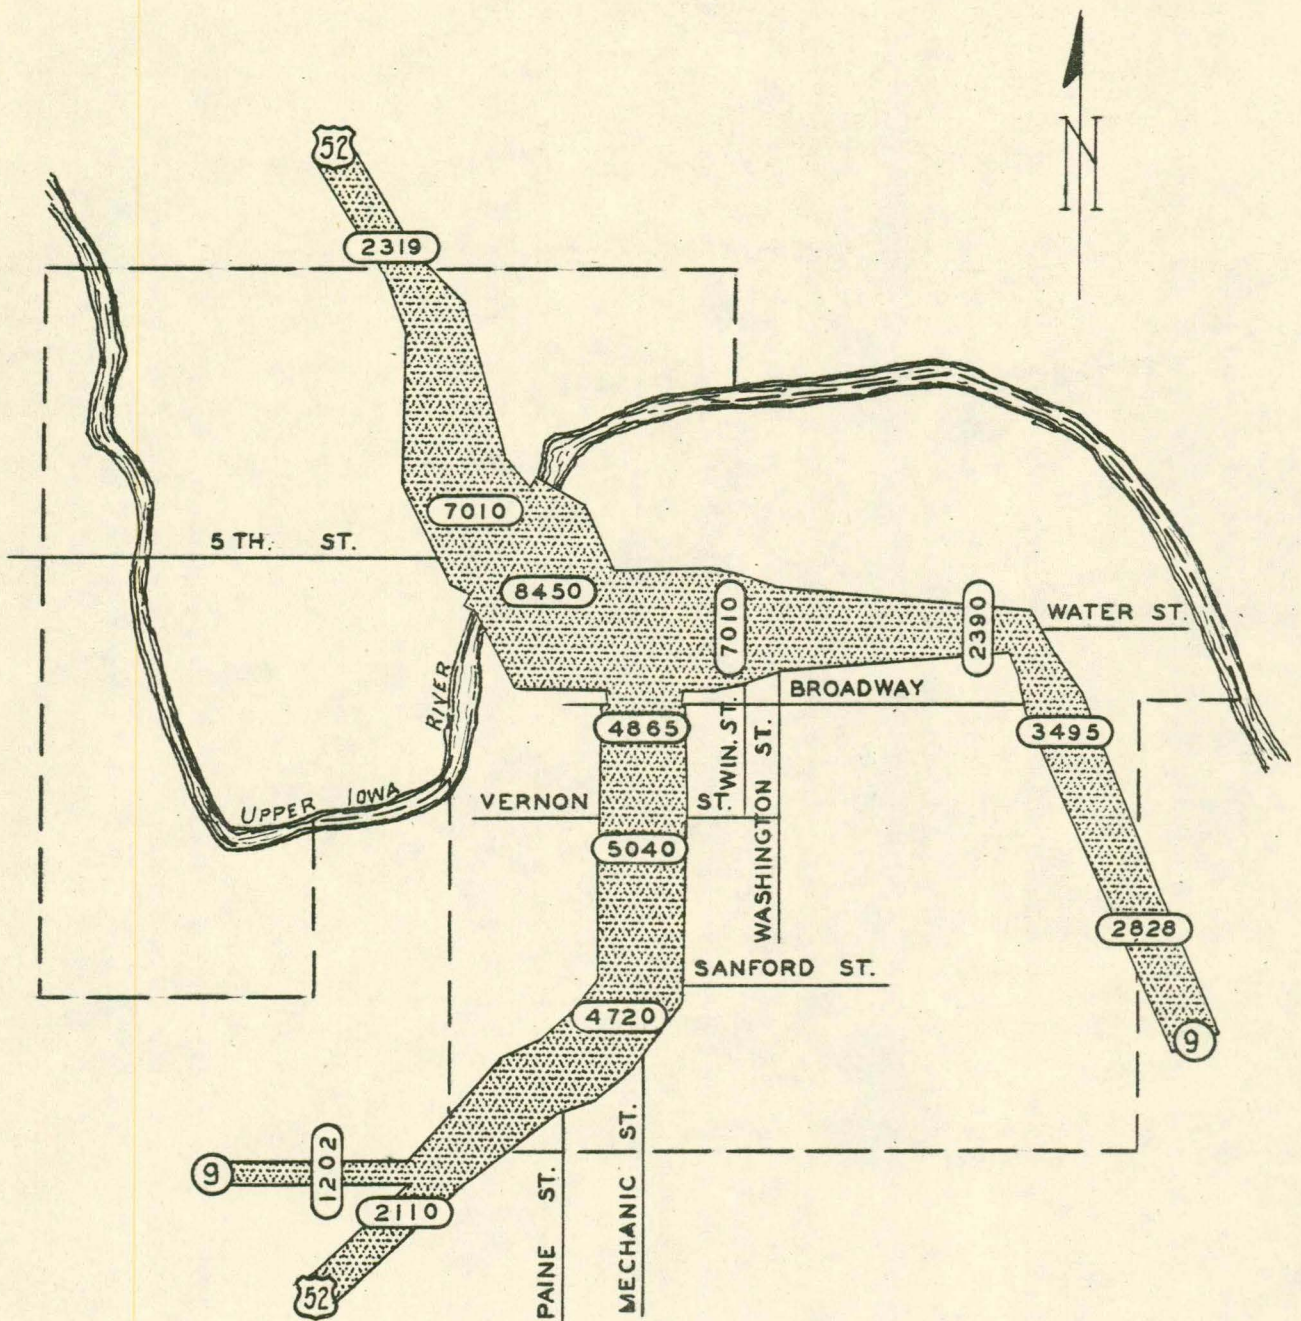 N
52
2319
7010
5TH. ST.
8450
7010
2390
WATER ST.
RIVER
BROADWAY
4865
WIN. ST.
WASHINGTON ST.
3495
UPPER IOWA
VERNON ST.
5040
2828
SANFORD ST.
4720
9
1202
9
2110
52
PAINE ST.
MECHANIC ST.